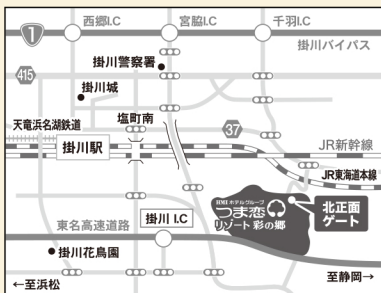 西郷I.C
宮脇I.C
千羽I.C
1
掛川バイパス
掛川警察署
415
掛川城
塩町南
天竜浜名湖鉄道
37
掛川駅
JR新幹線
JR東海道本線
HMIホテルグループ
つま恋
リゾート 彩の郷
北正面
ゲート
掛川 I.C
東名高速道路
掛川花鳥園
←至浜松
至静岡→